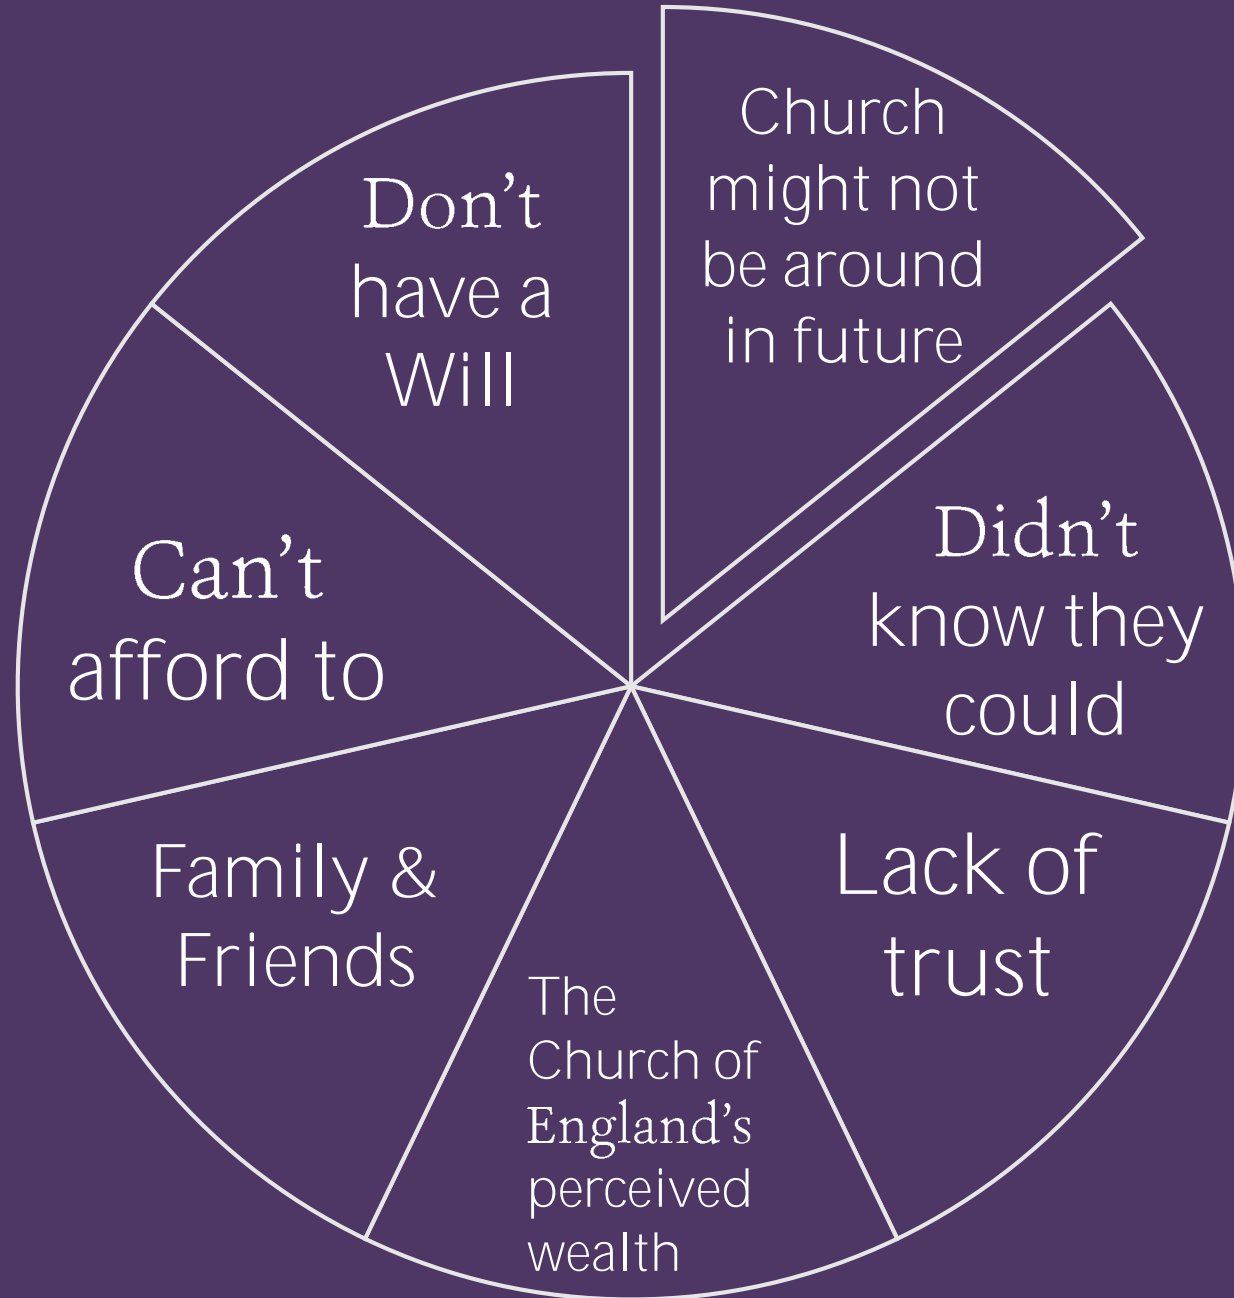 Church
might not
be around
in future
Didn’t
know they
could
Lack of
trust
The
Church of
England’s
perceived
wealth
Family &
Friends
Can’t
afford to
Don’t
have a
Will